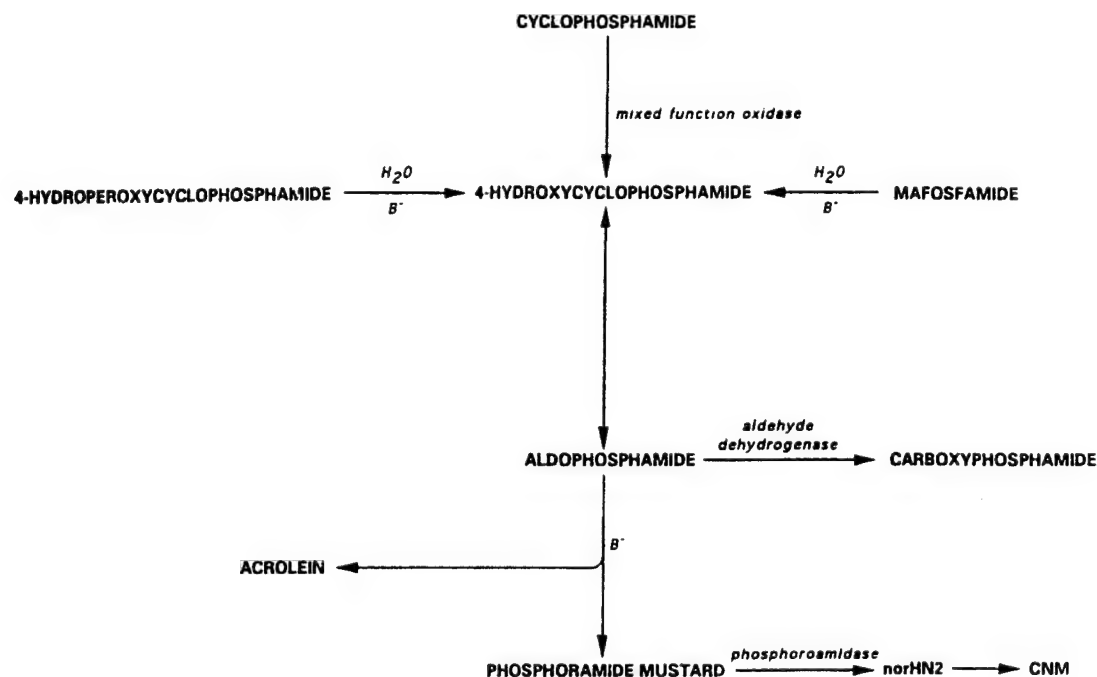 CYCLOPHOSPHAMIDE
mixed function oxidase
H2O H2O
4-HYDROPEROXYCYCLOPHOSPHAMIDE 4-HYDROXYCYCLOPHOSPHAMIDE MAFOSFAMIDE
B- B-
aldehyde
dehydrogenase
ALDOPHOSPHAMIDE CARBOXYPHOSPHAMIDE
B-
ACROLEIN
phosphoroamidase
PHOSPHORAMIDE MUSTARD norHN2 CNM